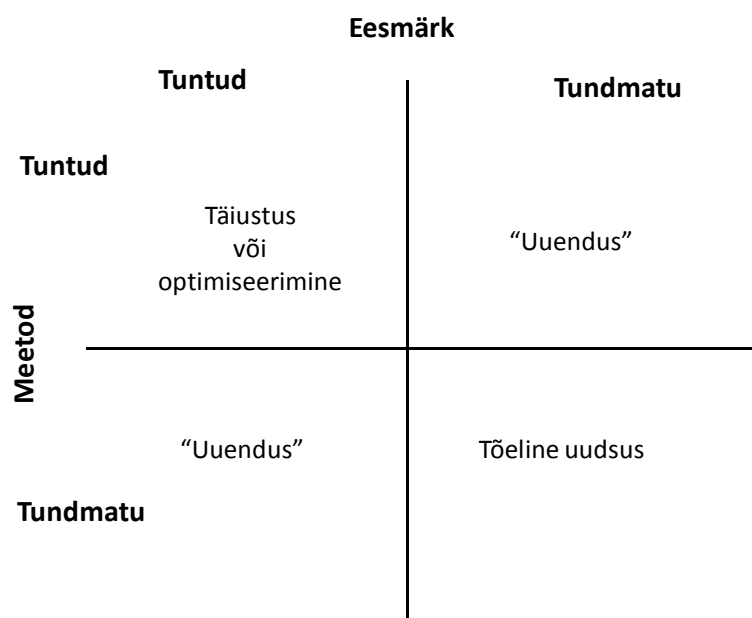 Eesmärk
Tuntud
Tundmatu
Tuntud
Täiustus
või
optimiseerimine
“Uuendus”
Meetod
“Uuendus”
Tõeline uudsus
Tundmatu